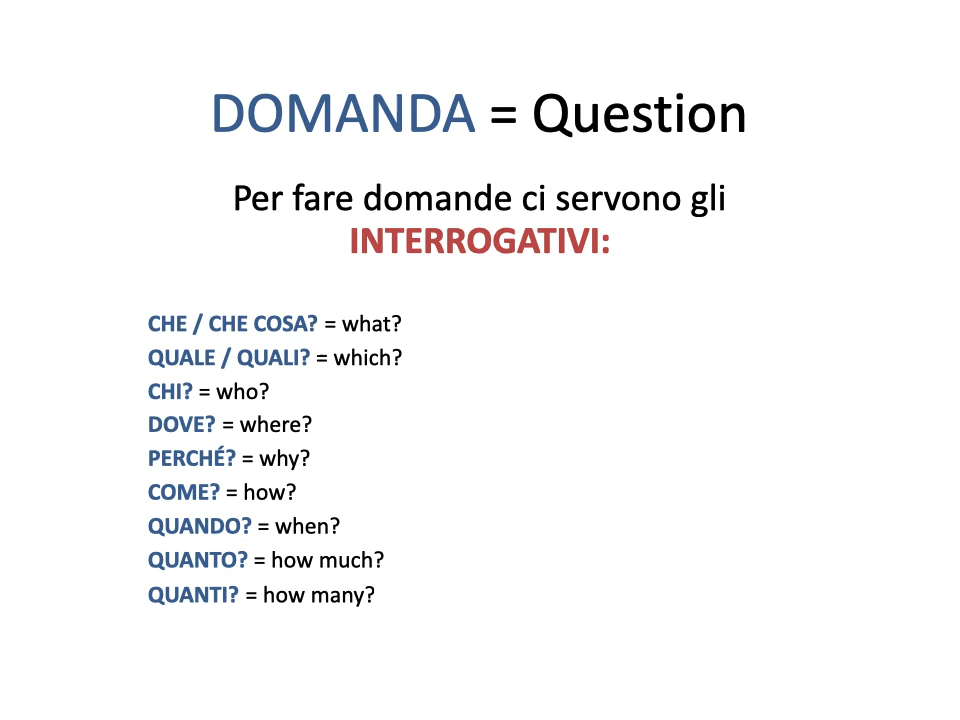 DOMANDA = Question
Per fare domande ci servono gli
INTERROGATIVI:
CHE / CHE COSA? = what?
QUALE / QUALI? = which?
CHI? = who?
DOVE? = where?
PERCHÉ? = why?
COME? = how?
QUANDO? = when?
QUANTO? = how much?
QUANTI? = how many?